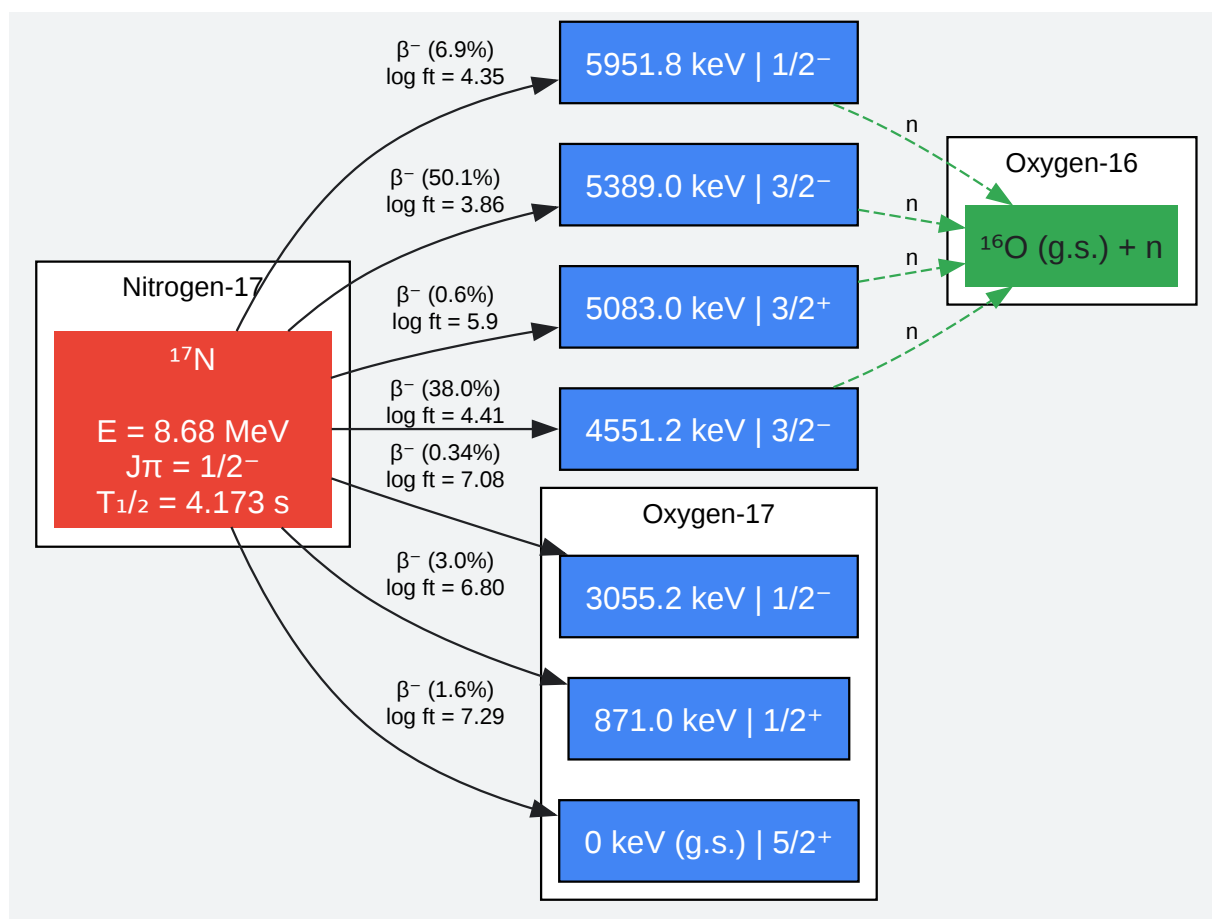 β⁻ (6.9%)
log ft = 4.35
5951.8 keV | 1/2⁻
n
β⁻ (50.1%)
log ft = 3.86
5389.0 keV | 3/2⁻
n
Oxygen-16
¹⁶O (g.s.) + n
Nitrogen-17
¹⁷N
E = 8.68 MeV
Jπ = 1/2⁻
T₁/₂ = 4.173 s
β⁻ (0.6%)
log ft = 5.9
5083.0 keV | 3/2⁺
n
β⁻ (38.0%)
log ft = 4.41
4551.2 keV | 3/2⁻
n
β⁻ (0.34%)
log ft = 7.08
Oxygen-17
3055.2 keV | 1/2⁻
β⁻ (3.0%)
log ft = 6.80
871.0 keV | 1/2⁺
β⁻ (1.6%)
log ft = 7.29
0 keV (g.s.) | 5/2⁺